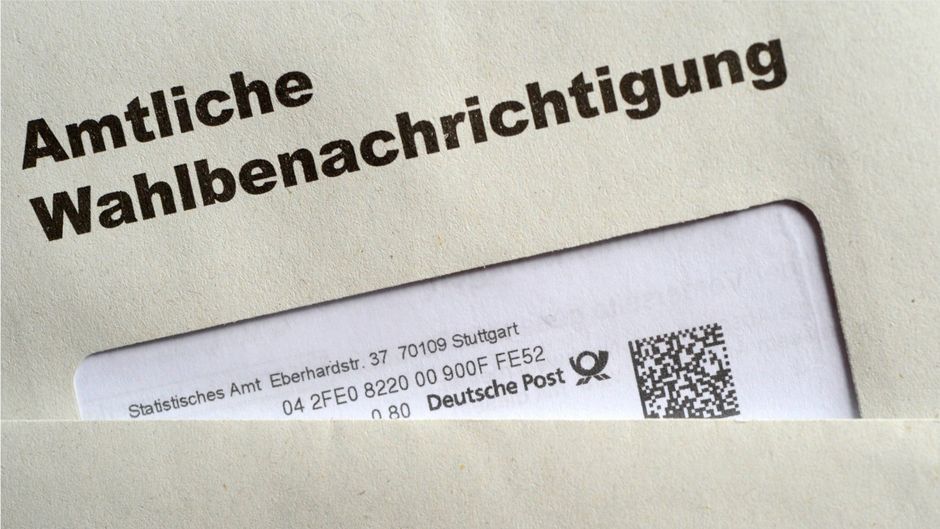 Amtliche
Wahlbenachrichtigung
Statistisches Amt Eberhardstr. 37 70109 Stuttgart
04 2FE0 8220 00 900F FE52
0,80 Deutsche Post